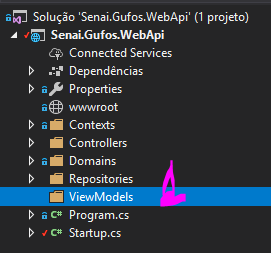 Solução 'Senai.Gufos.WebApi' (1 projeto)
Senai.Gufos.WebApi
Connected Services
Dependências
Properties
wwwroot
Contexts
Controllers
Domains
Repositories
ViewModels
C# Program.cs
C# Startup.cs